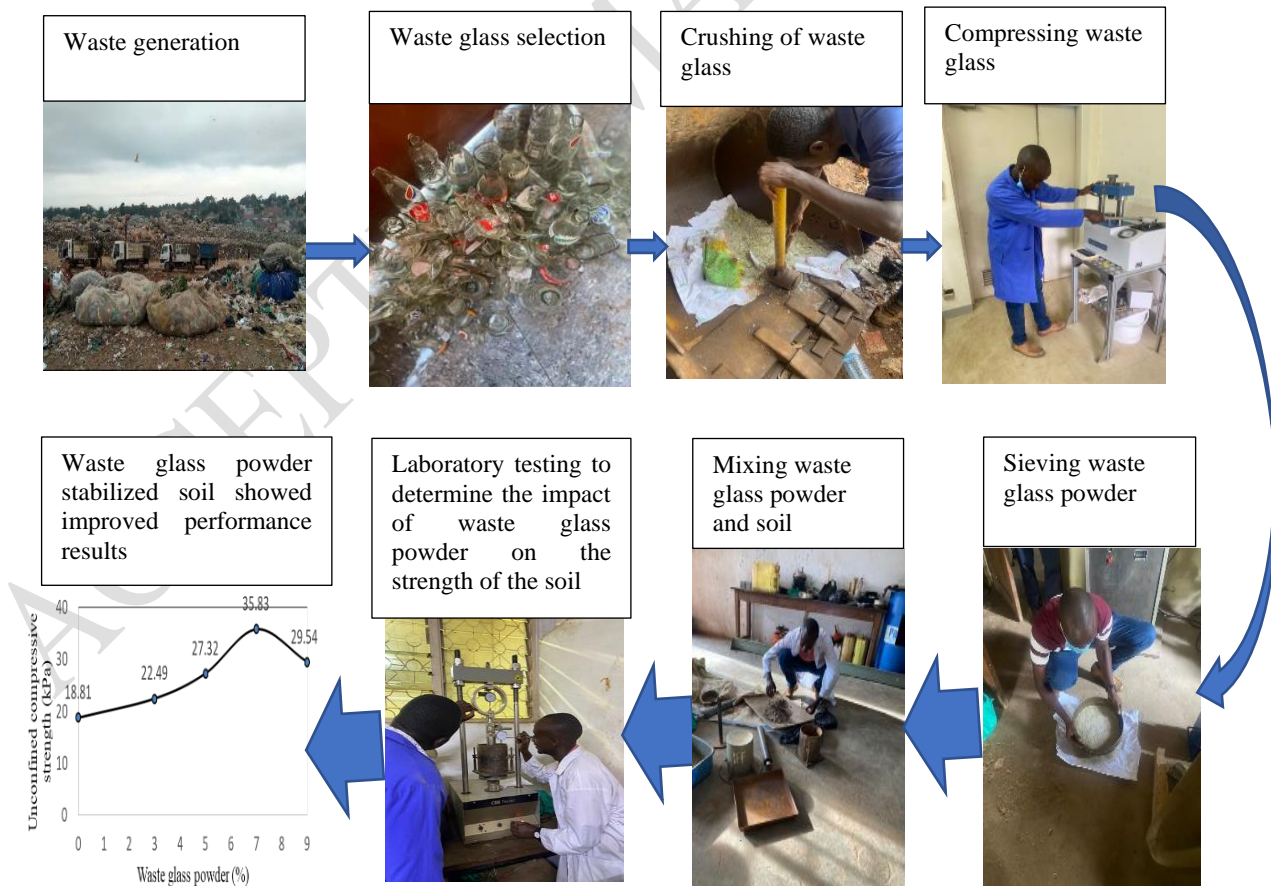 Waste generation
Waste glass selection
Crushing of waste
glass
Compressing waste
glass
Sieving waste
glass powder
Mixing waste
glass powder
and soil
Laboratory testing to
determine the impact
of waste glass
powder on the
strength of the soil
Waste glass powder
stabilized soil showed
improved performance
results
Unconfined compressive
strength (kPa)
40
30
20
10
0
18.81
22.49
27.32
35.83
29.54
0 1 2 3 4 5 6 7 8 9
Waste glass powder (%)